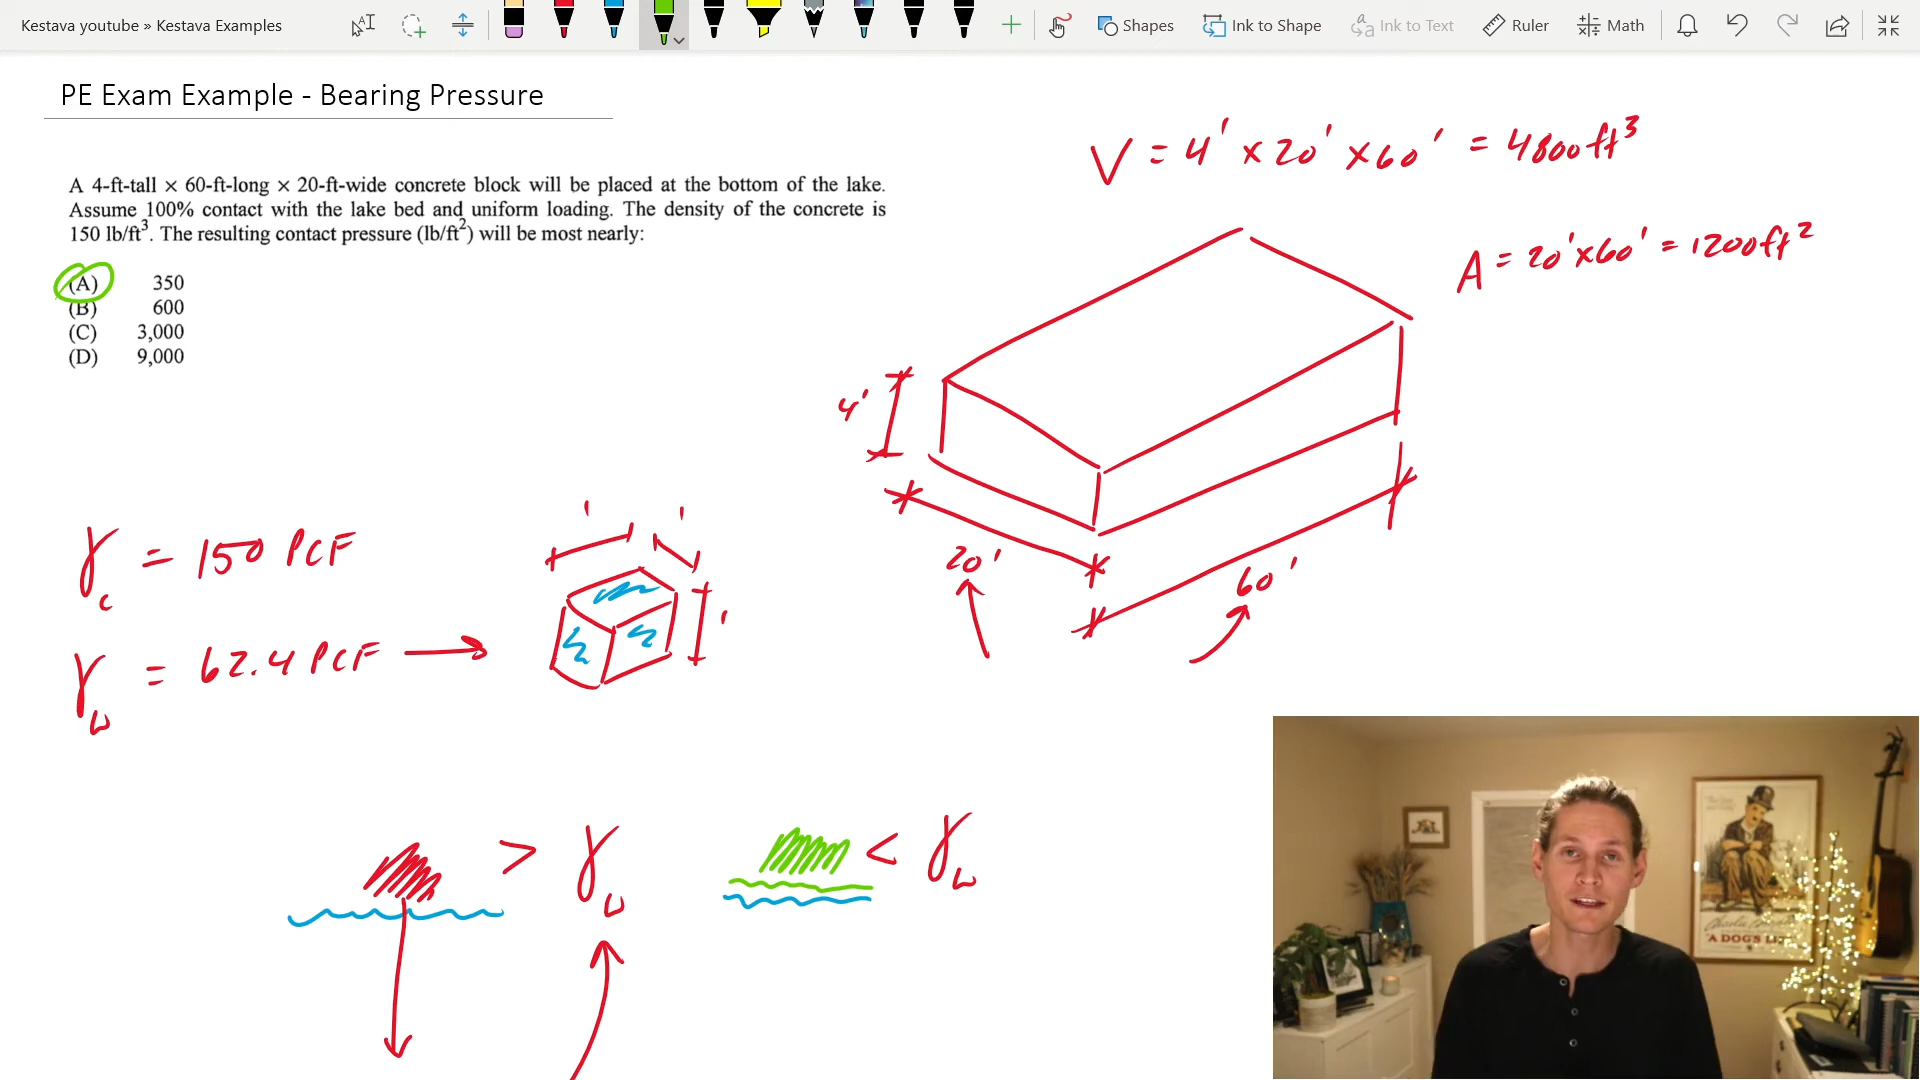 Kestava youtube » Kestava Examples
Shapes
Ink to Shape
Ink to Text
Ruler
Math
PE Exam Example - Bearing Pressure
A 4-ft-tall × 60-ft-long × 20-ft-wide concrete block will be placed at the bottom of the lake.
Assume 100% contact with the lake bed and uniform loading. The density of the concrete is
150 lb/ft³. The resulting contact pressure (lb/ft²) will be most nearly:
(A) 350
(B) 600
(C) 3,000
(D) 9,000
V = 4' × 20' × 60' = 4800 ft³
A = 20' × 60' = 1200 ft²
4'
20'
60'
γc = 150 PCF
γw = 62.4 PCF
> γw
< γw
"A DOG'S